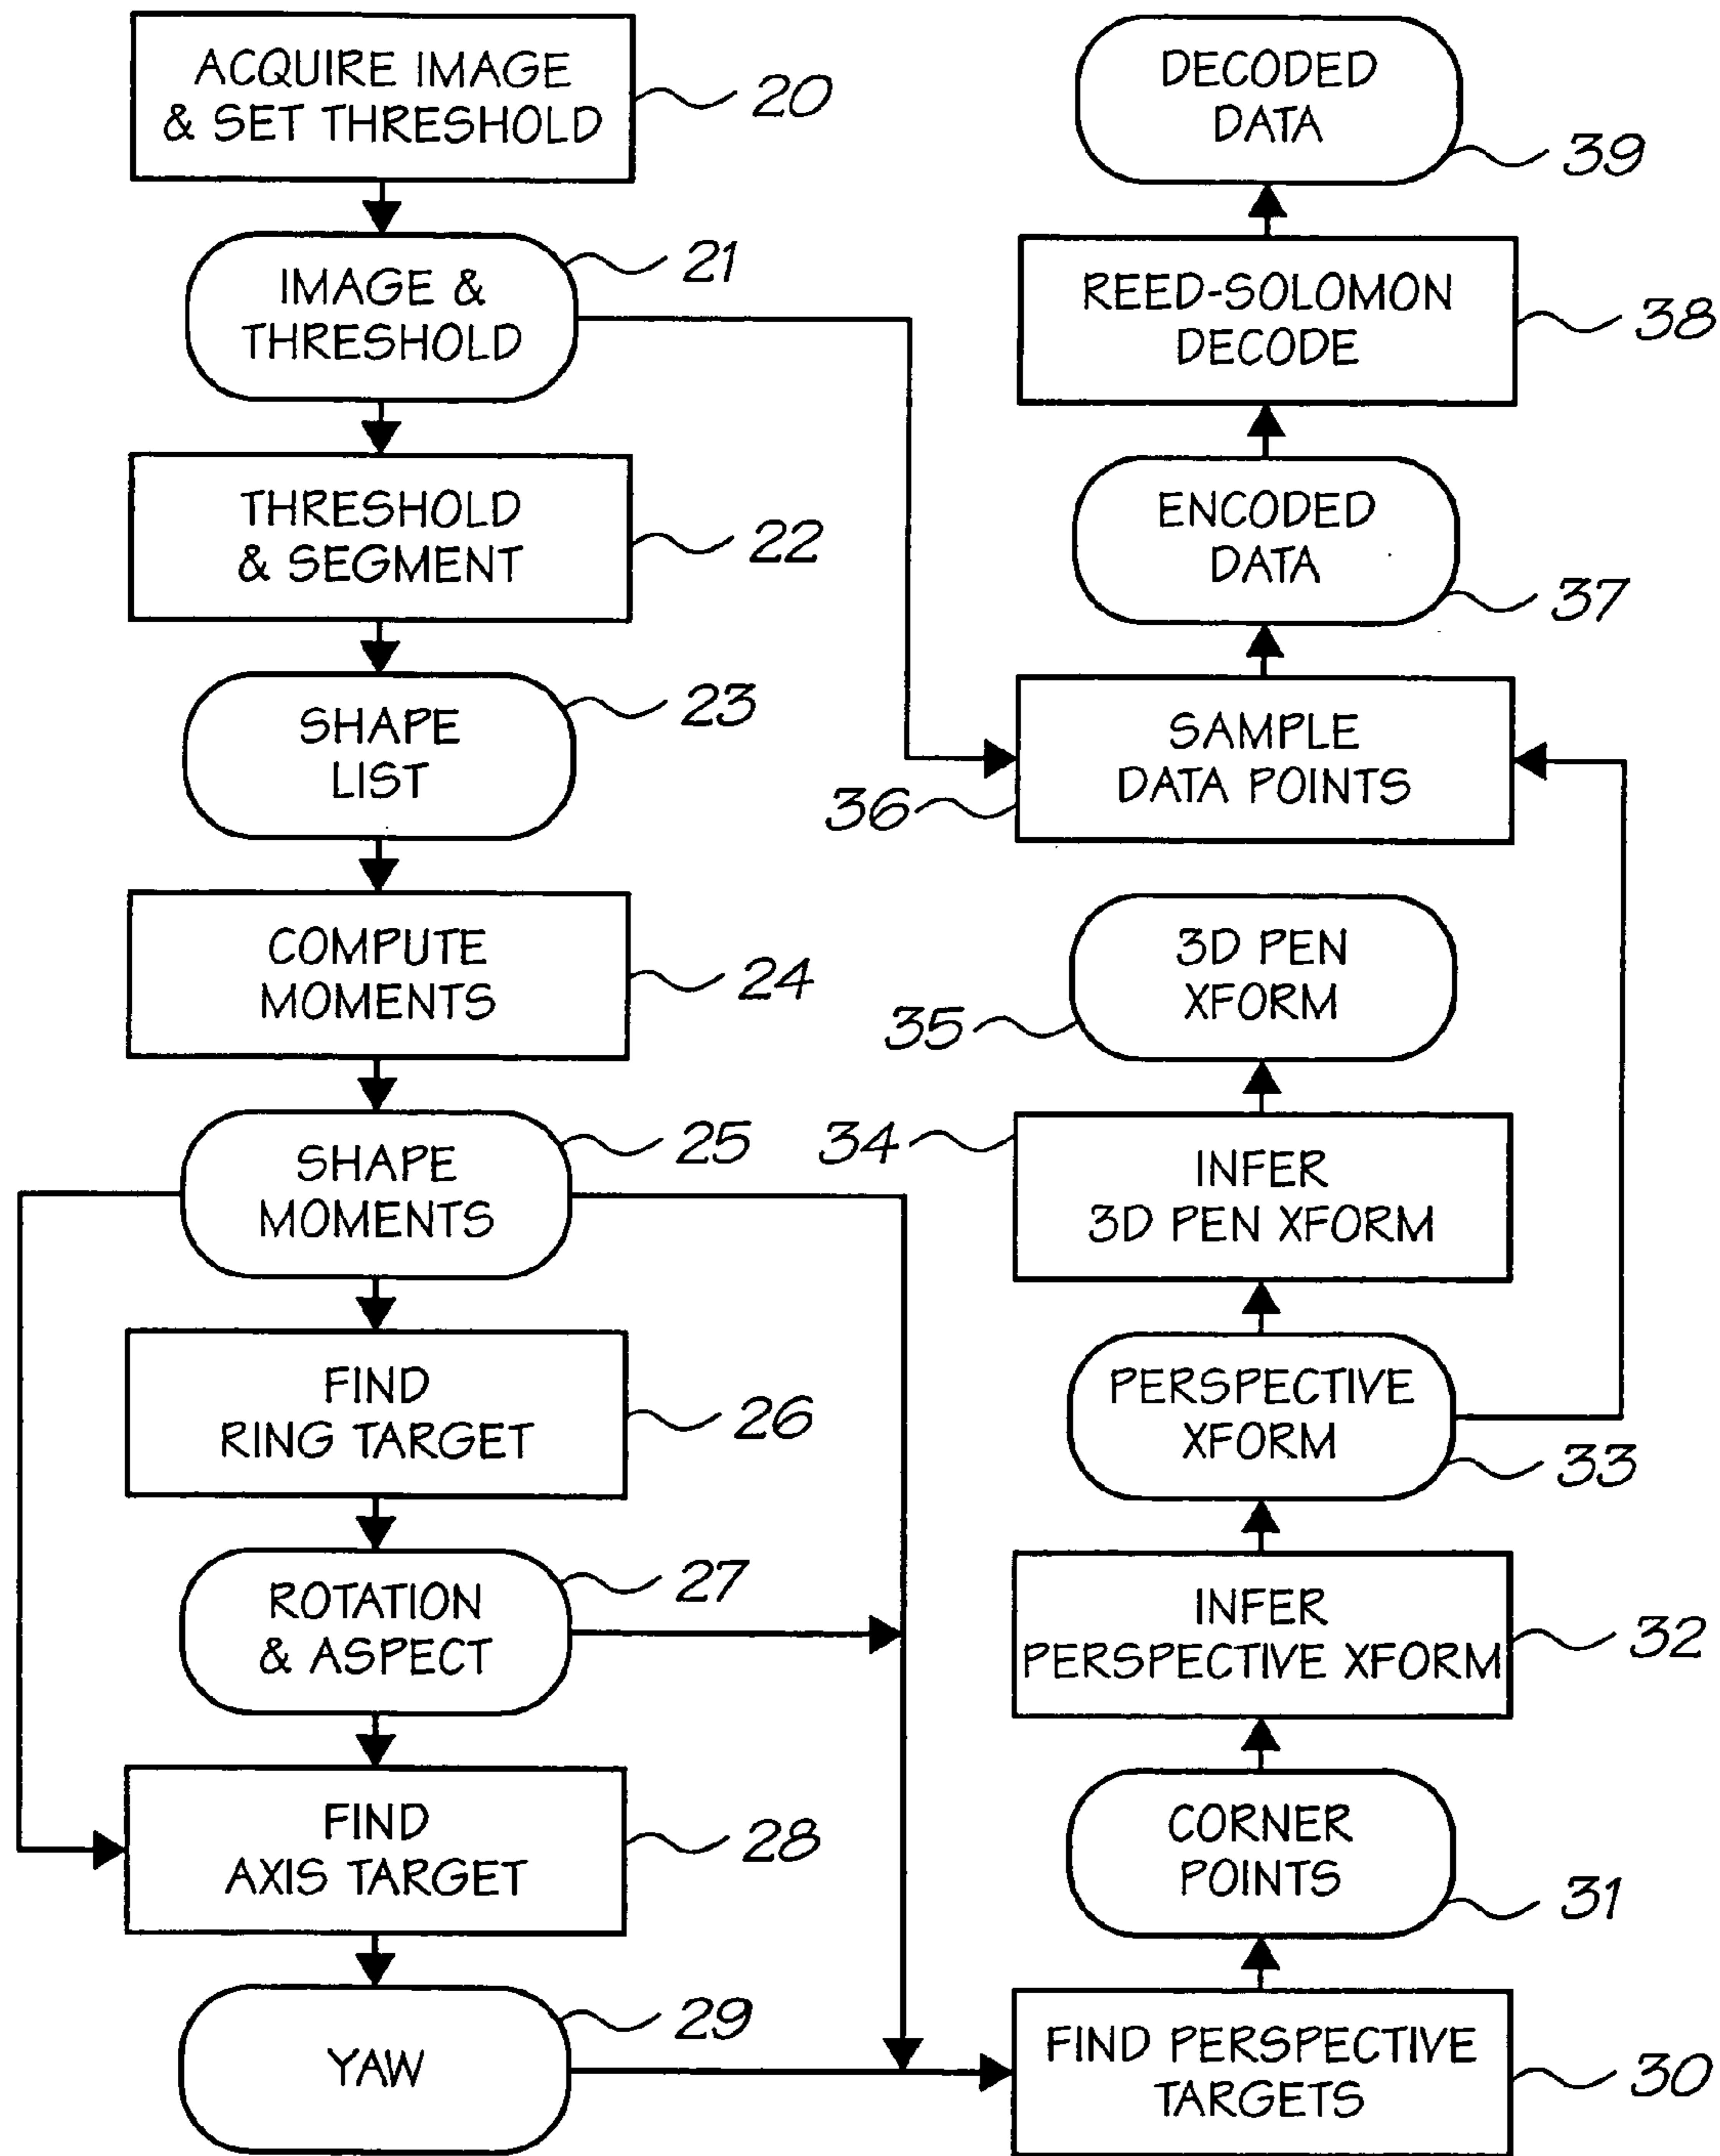 ACQUIRE IMAGE
& SET THRESHOLD
20
IMAGE &
THRESHOLD
21
THRESHOLD
& SEGMENT
22
SHAPE
LIST
23
COMPUTE
MOMENTS
24
SHAPE
MOMENTS
25
FIND
RING TARGET
26
ROTATION
& ASPECT
27
FIND
AXIS TARGET
28
YAW
29
FIND PERSPECTIVE
TARGETS
30
CORNER
POINTS
31
INFER
PERSPECTIVE XFORM
32
PERSPECTIVE
XFORM
33
INFER
3D PEN XFORM
34
3D PEN
XFORM
35
SAMPLE
DATA POINTS
36
ENCODED
DATA
37
REED-SOLOMON
DECODE
38
DECODED
DATA
39